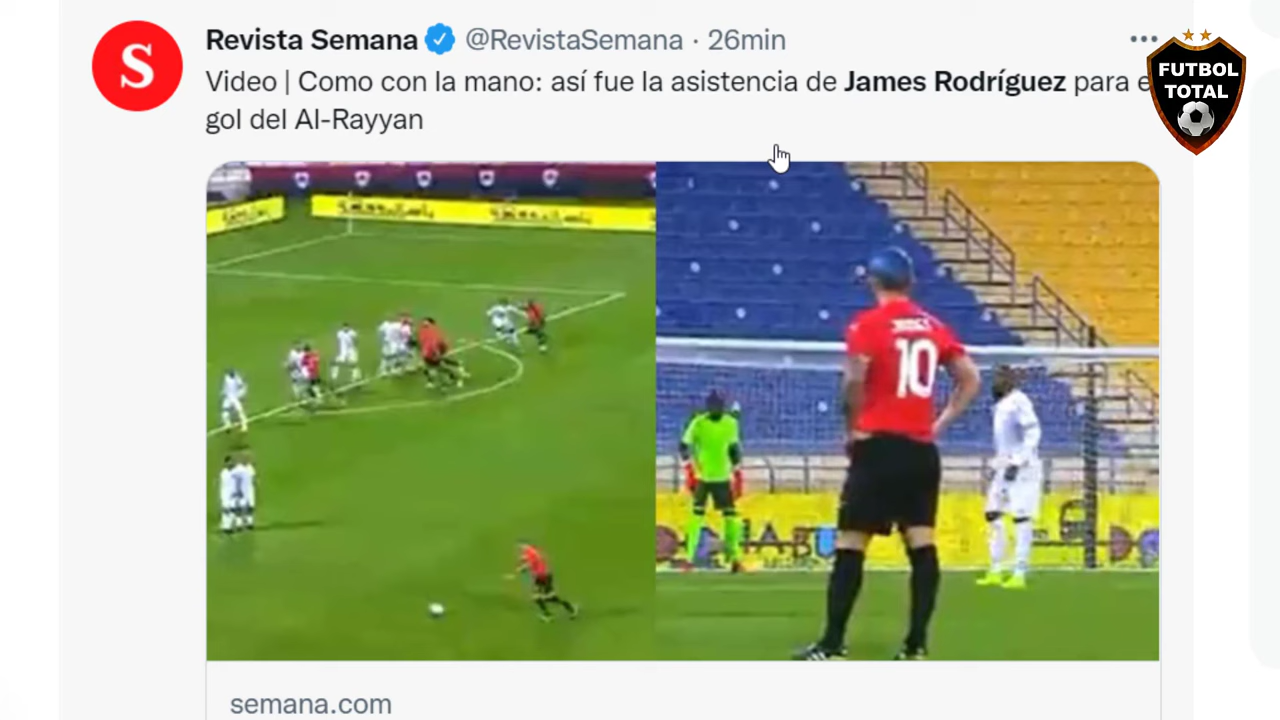 Revista Semana @RevistaSemana · 26min
Video | Como con la mano: así fue la asistencia de James Rodríguez para e
gol del Al-Rayyan
FUTBOL
TOTAL
S
10
semana.com